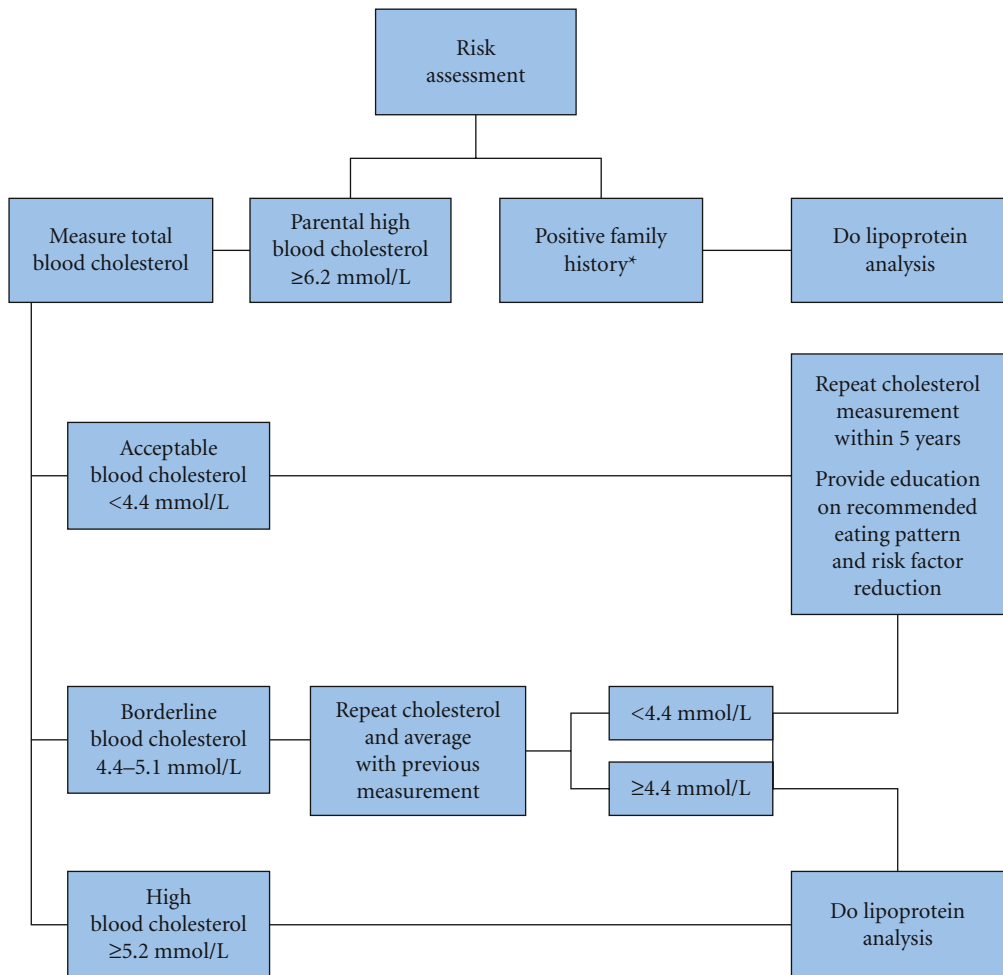 Risk
assessment
Measure total
blood cholesterol
Parental high
blood cholesterol
≥6.2 mmol/L
Positive family
history*
Do lipoprotein
analysis
Acceptable
blood cholesterol
<4.4 mmol/L
Repeat cholesterol
measurement
within 5 years
Provide education
on recommended
eating pattern
and risk factor
reduction
Borderline
blood cholesterol
4.4–5.1 mmol/L
Repeat cholesterol
and average
with previous
measurement
<4.4 mmol/L
≥4.4 mmol/L
High
blood cholesterol
≥5.2 mmol/L
Do lipoprotein
analysis